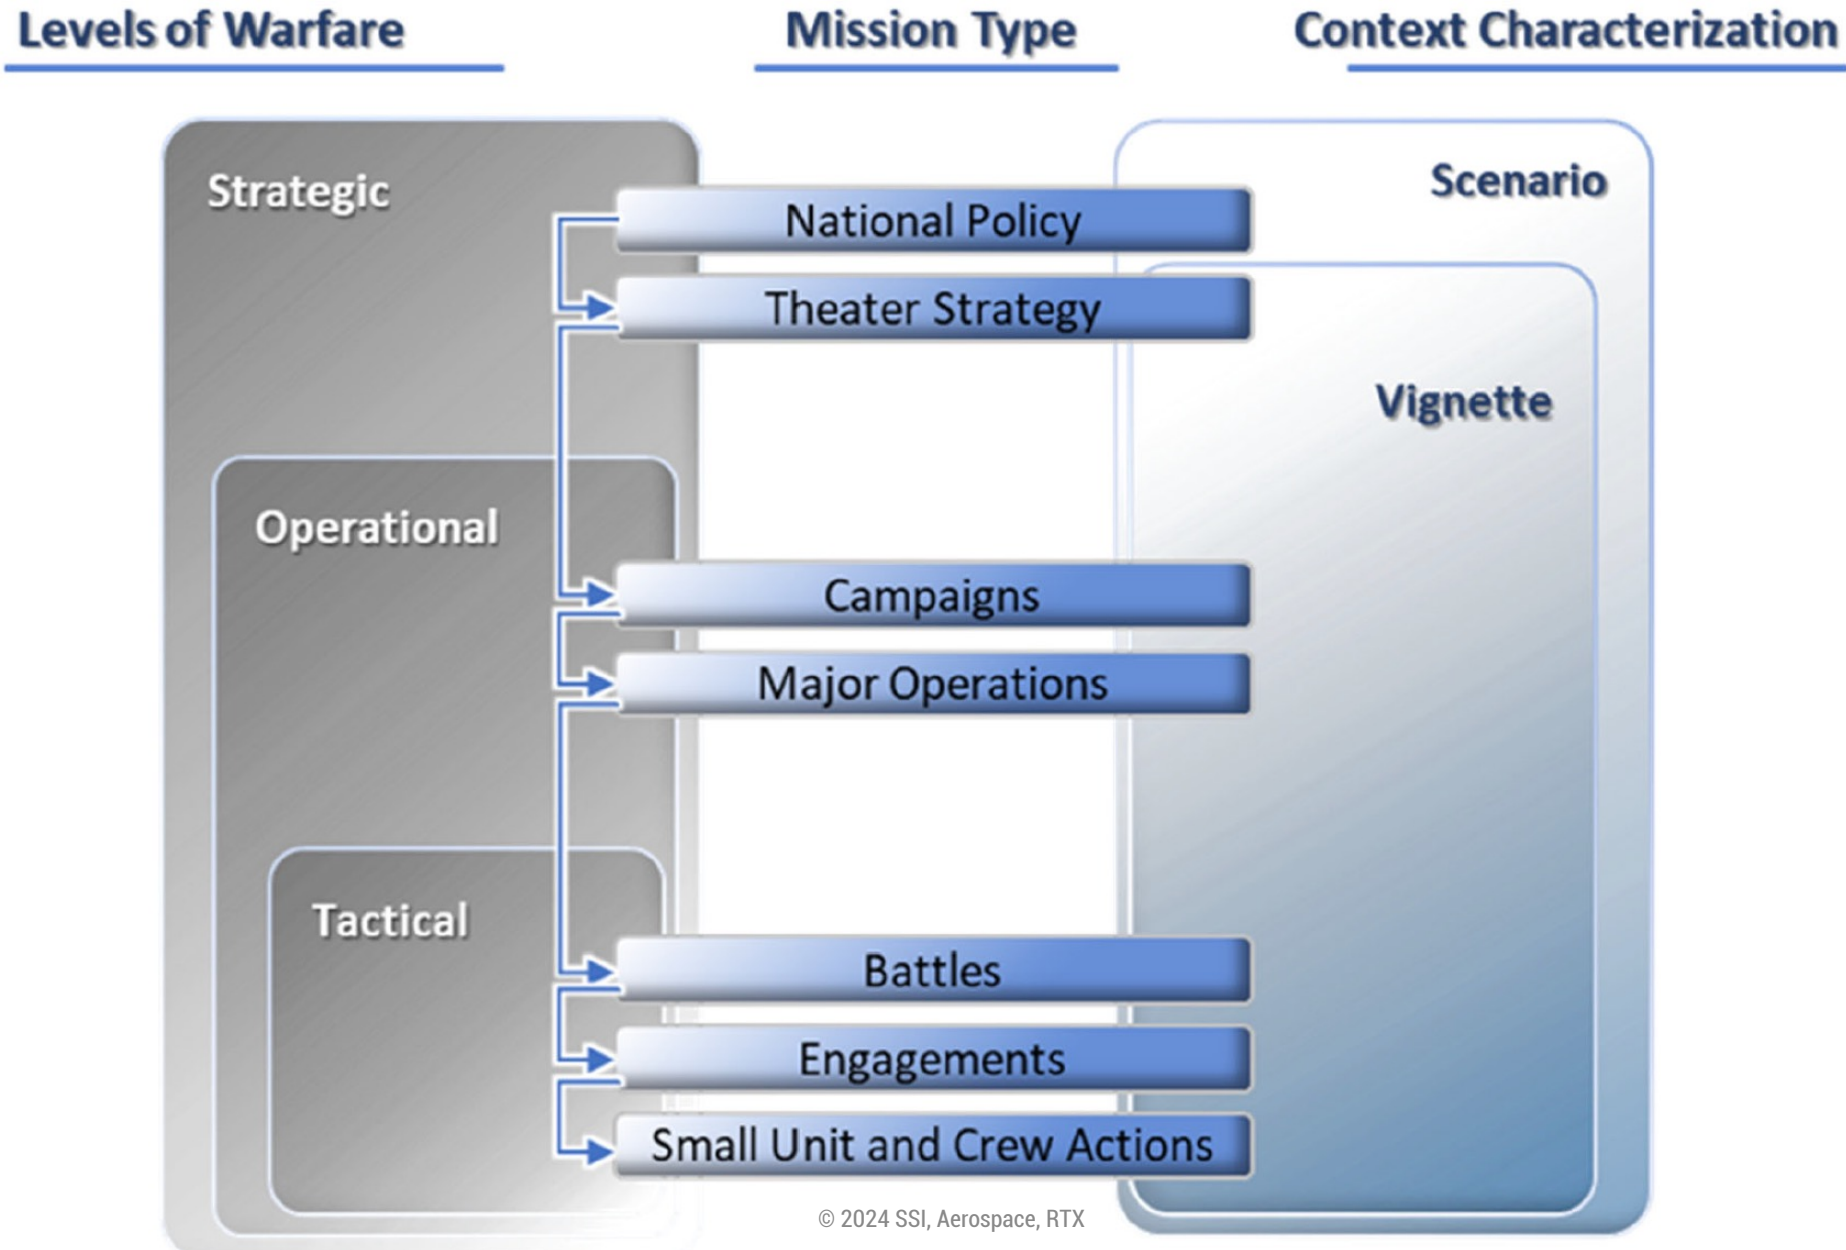 Levels of Warfare
Mission Type
Context Characterization
Strategic
Scenario
National Policy
Theater Strategy
Vignette
Operational
Campaigns
Major Operations
Tactical
Battles
Engagements
Small Unit and Crew Actions
© 2024 SSI, Aerospace, RTX